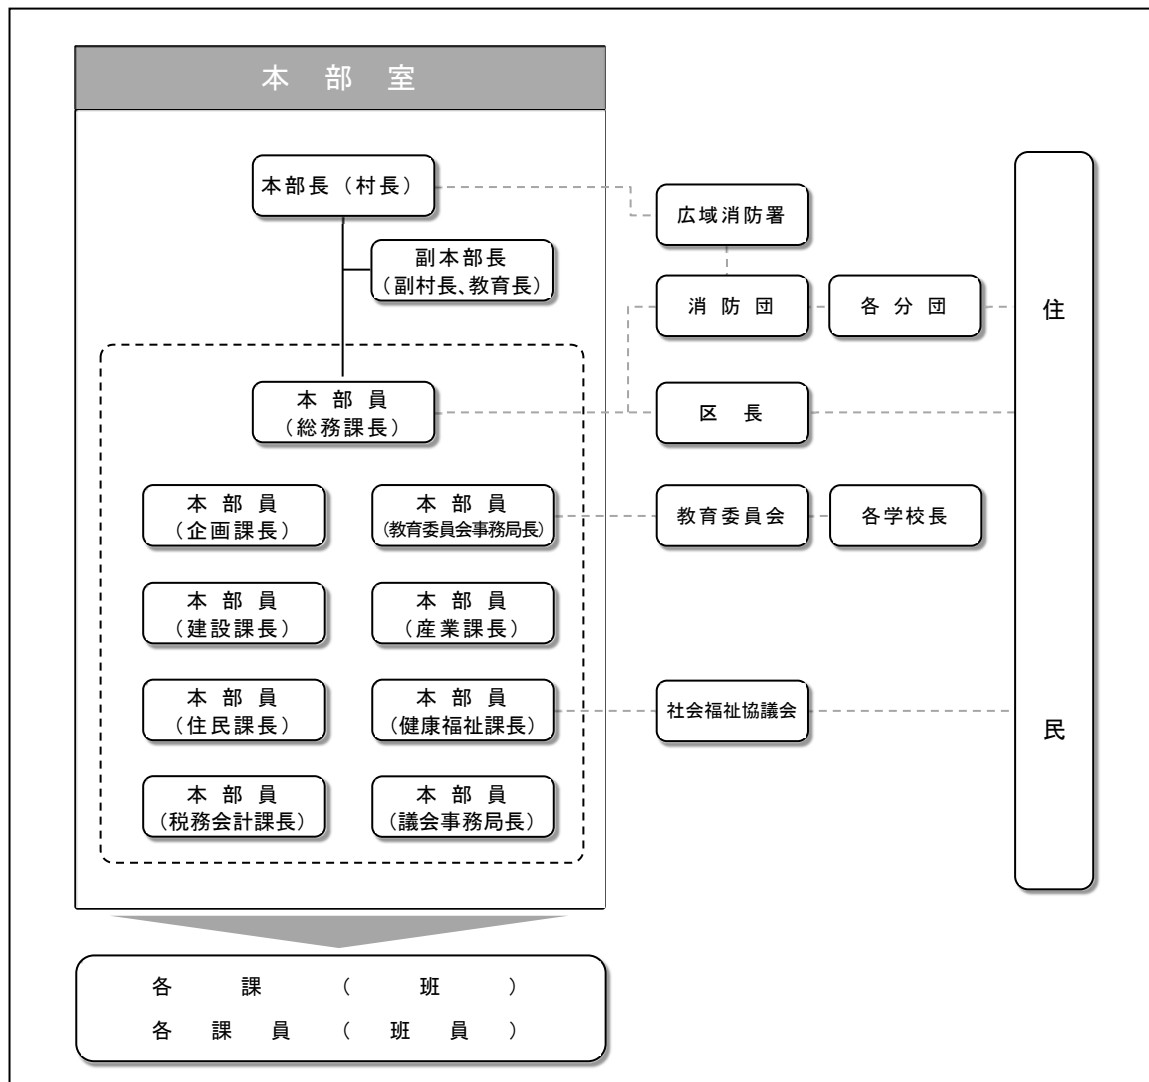 本部室
本部長（村長）
副本部長
（副村長、教育長）
本部員
（総務課長）
本部員
（企画課長）
本部員
（教育委員会事務局長）
本部員
（建設課長）
本部員
（産業課長）
本部員
（住民課長）
本部員
（健康福祉課長）
本部員
（税務会計課長）
本部員
（議会事務局長）
広域消防署
消防団
各分団
区長
教育委員会
各学校長
社会福祉協議会
住民
各課（班）
各課員（班員）